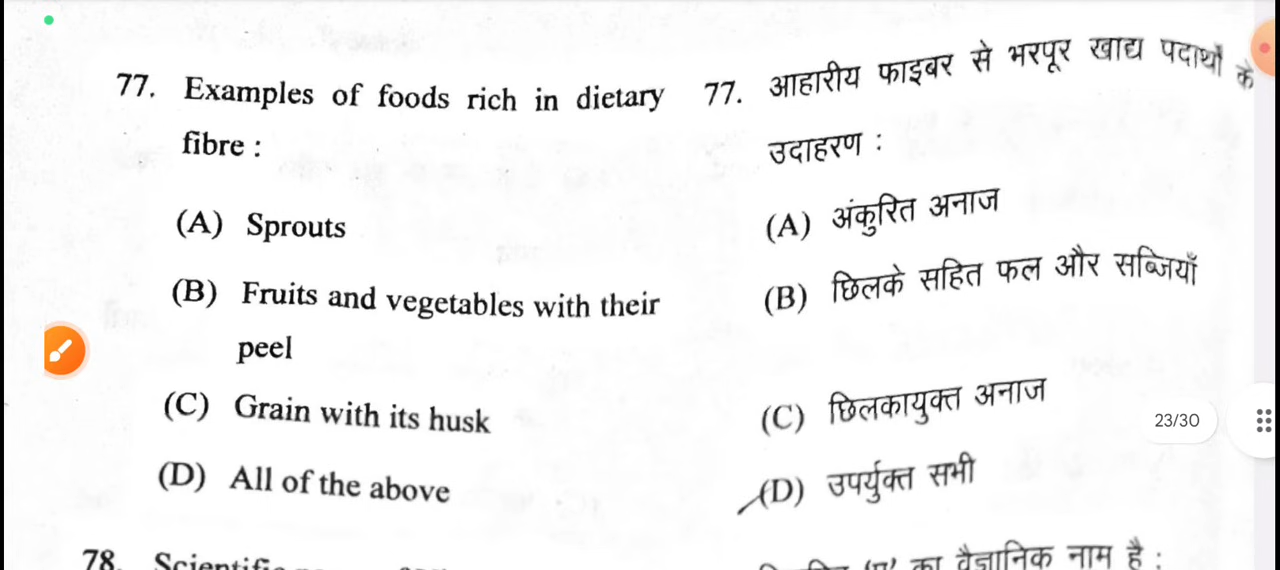 77. Examples of foods rich in dietary
fibre :
(A) Sprouts
(B) Fruits and vegetables with their
peel
(C) Grain with its husk
(D) All of the above
78. Scientific
77. आहारीय फाइबर से भरपूर खाद्य पदार्थों के
उदाहरण :
(A) अंकुरित अनाज
(B) छिलके सहित फल और सब्जियाँ
(C) छिलकायुक्त अनाज
(D) उपर्युक्त सभी
का वैज्ञानिक नाम है :
23/30